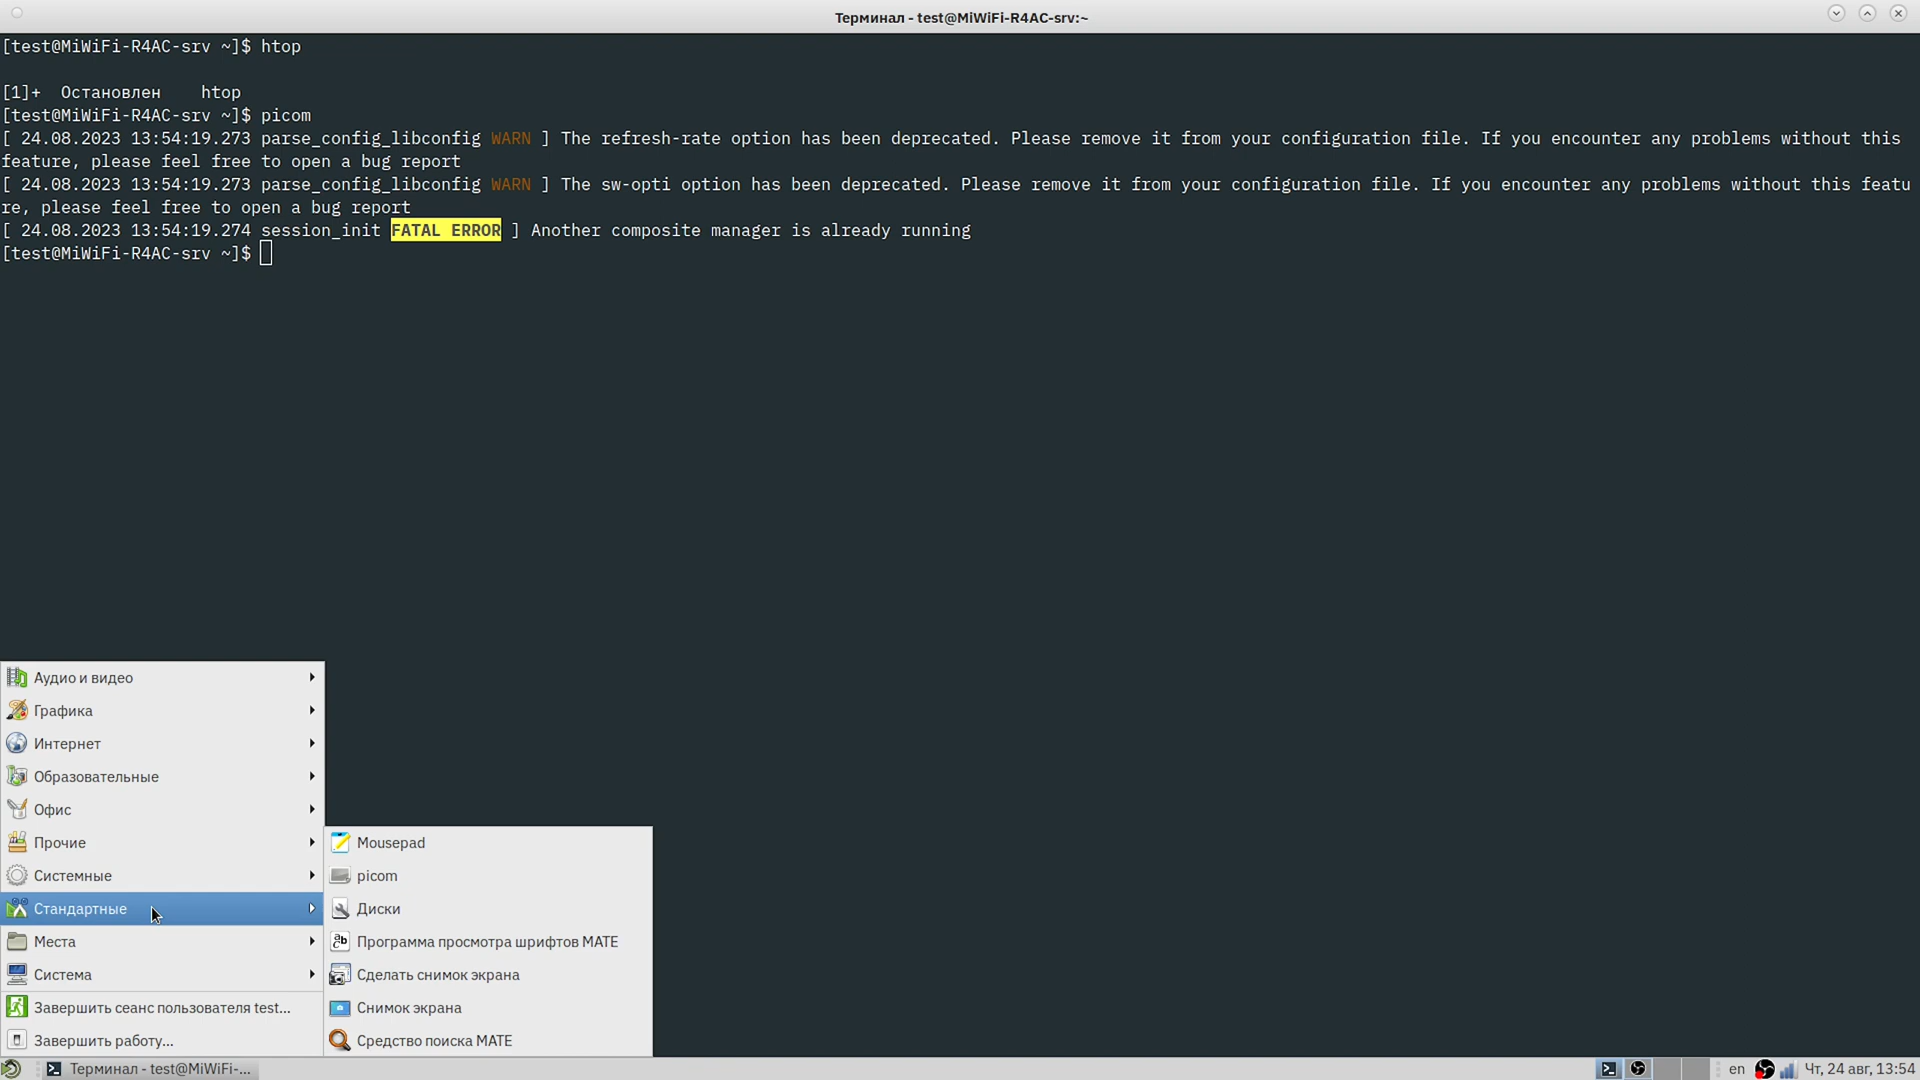 Терминал - test@MiWiFi-R4AC-srv:~
[test@MiWiFi-R4AC-srv ~]$ htop
[1]+  Остановлен    htop
[test@MiWiFi-R4AC-srv ~]$ picom
[ 24.08.2023 13:54:19.273 parse_config_libconfig WARN ] The refresh-rate option has been deprecated. Please remove it from your configuration file. If you encounter any problems without this
feature, please feel free to open a bug report
[ 24.08.2023 13:54:19.273 parse_config_libconfig WARN ] The sw-opti option has been deprecated. Please remove it from your configuration file. If you encounter any problems without this featu
re, please feel free to open a bug report
[ 24.08.2023 13:54:19.274 session_init FATAL ERROR ] Another composite manager is already running
[test@MiWiFi-R4AC-srv ~]$
Аудио и видео
Графика
Интернет
Образовательные
Офис
Прочие
Системные
Стандартные
Места
Система
Завершить сеанс пользователя test...
Завершить работу...
Mousepad
picom
Диски
Программа просмотра шрифтов MATE
Сделать снимок экрана
Снимок экрана
Средство поиска MATE
Терминал - test@MiWiFi-...
en
Чт, 24 авг, 13:54